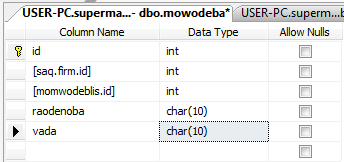 USER-PC.superma...- dbo.mowodeba*
USER-PC.superm...
Column Name Data Type Allow Nulls
id int
[saq.firm.id] int
[momwodeblis.id] int
raodenoba char(10)
vada char(10)